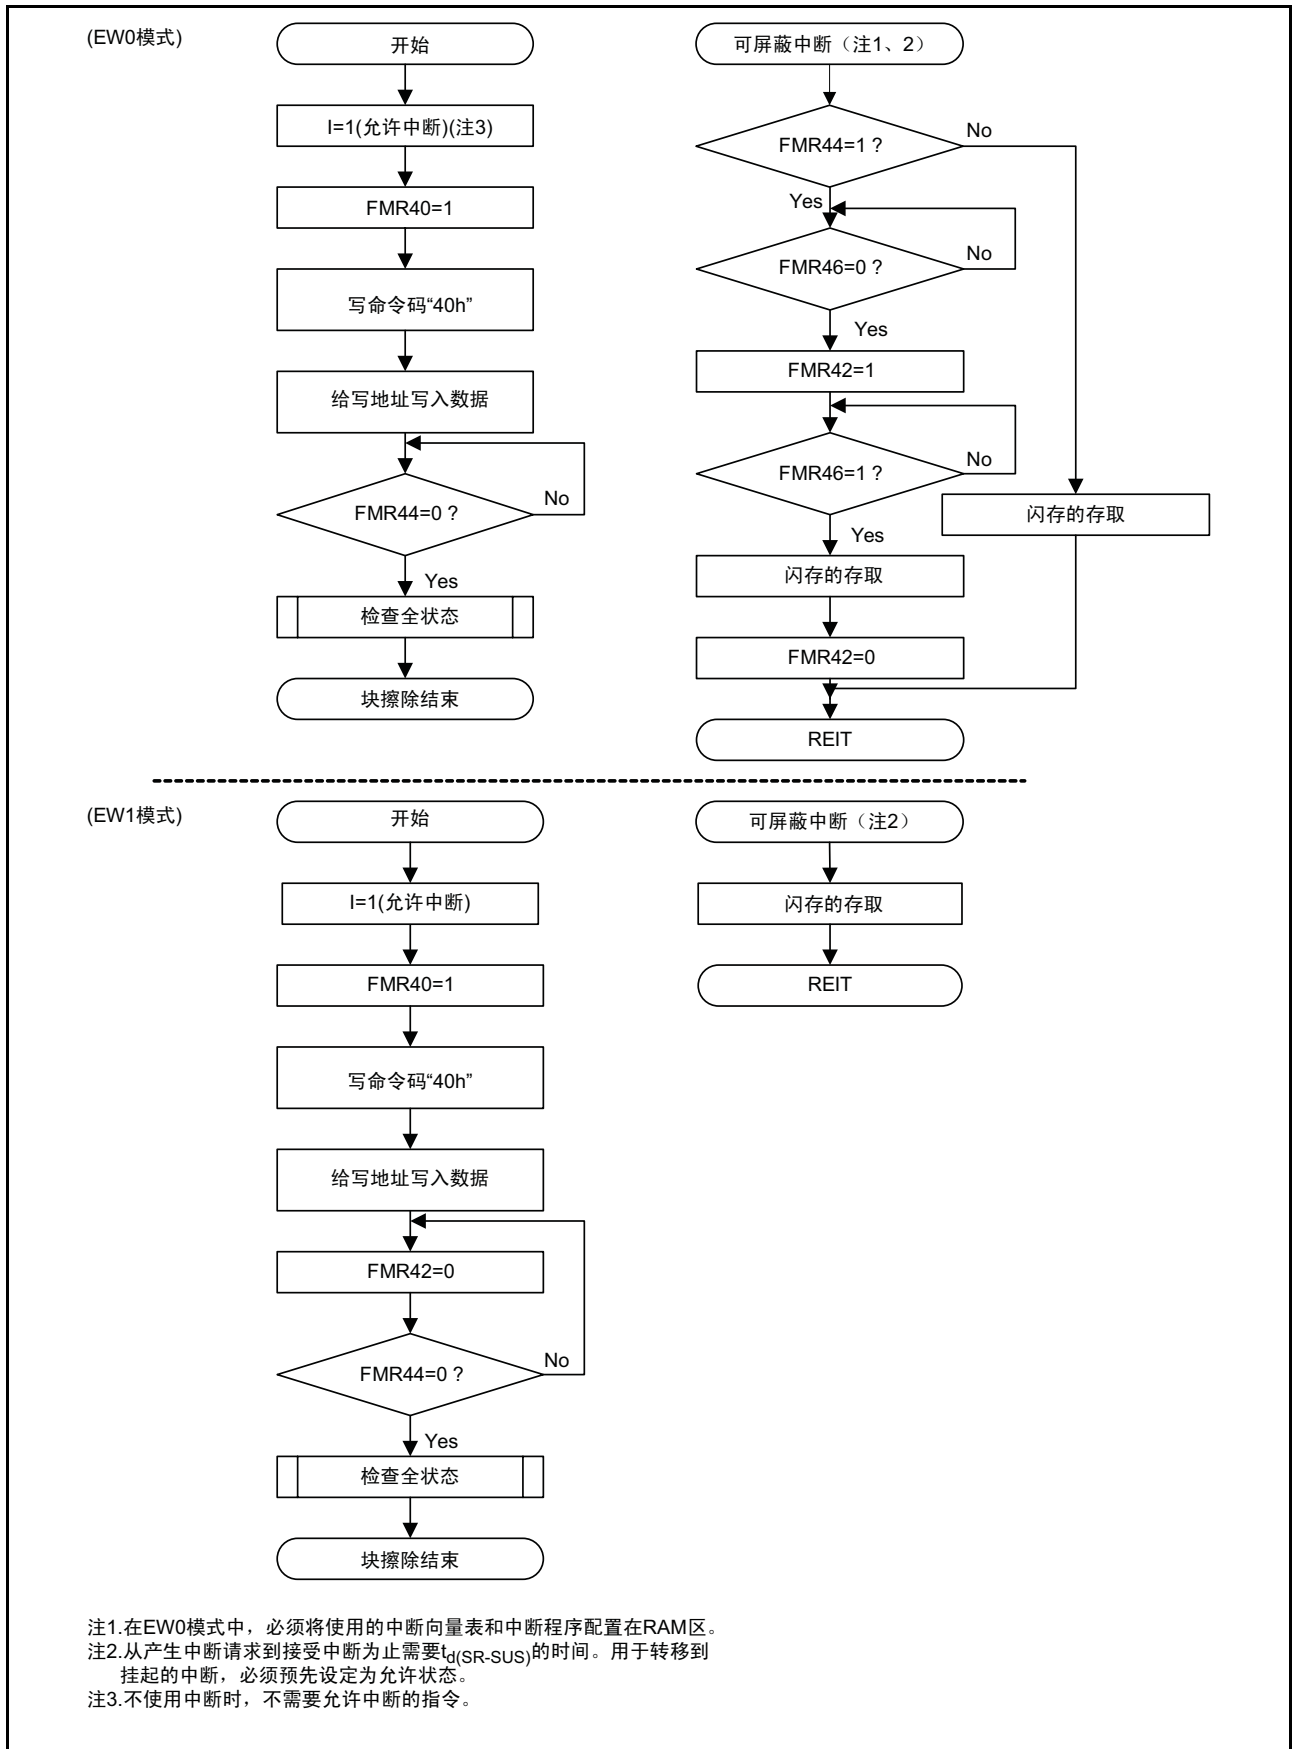 (EW0模式)
开始
I=1(允许中断)(注3)
FMR40=1
写命令码“40h”
给写地址写入数据
FMR44=0 ?
No
Yes
检查全状态
块擦除结束
可屏蔽中断（注1、2）
FMR44=1 ?
No
Yes
FMR46=0 ?
No
Yes
FMR42=1
FMR46=1 ?
No
Yes
闪存的存取
闪存的存取
FMR42=0
REIT
(EW1模式)
开始
I=1(允许中断)
FMR40=1
写命令码“40h”
给写地址写入数据
FMR42=0
FMR44=0 ?
No
Yes
检查全状态
块擦除结束
可屏蔽中断（注2）
闪存的存取
REIT
注1.在EW0模式中，必须将使用的中断向量表和中断程序配置在RAM区。
注2.从产生中断请求到接受中断为止需要td(SR-SUS)的时间。用于转移到
挂起的中断，必须预先设定为允许状态。
注3.不使用中断时，不需要允许中断的指令。